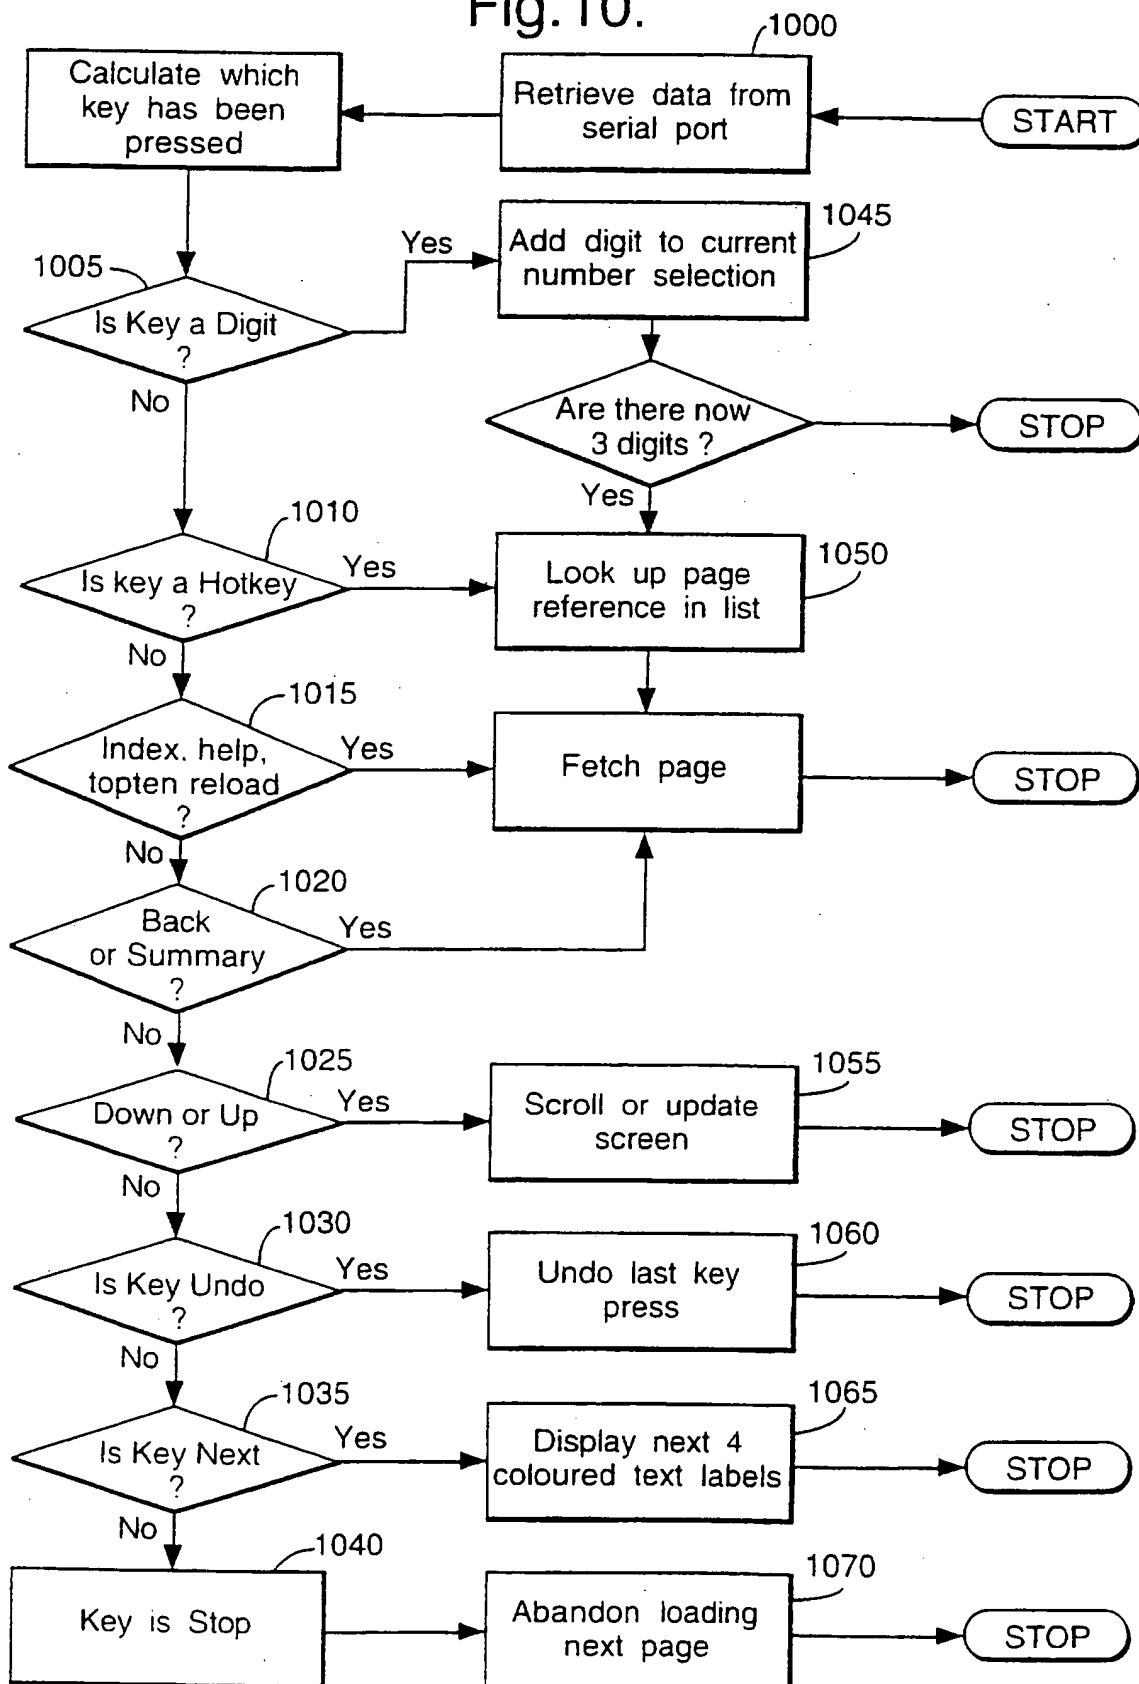 Fig.10.
1000
Calculate which
key has been
pressed
Retrieve data from
serial port
START
1045
Add digit to current
number selection
Yes
1005
Is Key a Digit
?
No
Are there now
3 digits ?
STOP
Yes
1010
Is key a Hotkey
?
Yes
1050
Look up page
reference in list
No
1015
Index. help,
topten reload
?
Yes
Fetch page
STOP
No
1020
Back
or Summary
?
Yes
No
1025
Down or Up
?
Yes
1055
Scroll or update
screen
STOP
No
1030
Is Key Undo
?
Yes
1060
Undo last key
press
STOP
No
1035
Is Key Next
?
Yes
1065
Display next 4
coloured text labels
STOP
No
1040
Key is Stop
1070
Abandon loading
next page
STOP